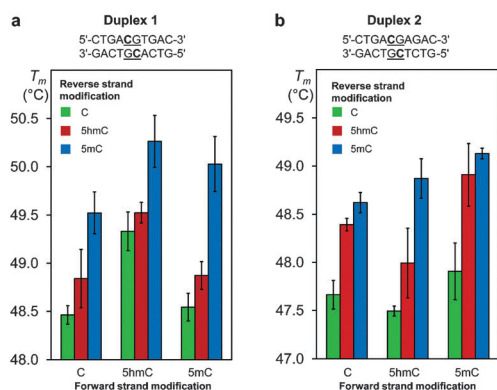 a Duplex 1
5'-CTGACGTGAC-3'
3'-GACTGCACTG-5'
Tm
(°C)
Reverse strand
modification
C
5hmC
5mC
50.5
50.0
49.5
49.0
48.5
48.0
C 5hmC 5mC
Forward strand modification
b Duplex 2
5'-CTGACGAGAC-3'
3'-GACTGCTCTG-5'
Tm
(°C)
Reverse strand
modification
C
5hmC
5mC
49.5
49.0
48.5
48.0
47.5
47.0
C 5hmC 5mC
Forward strand modification